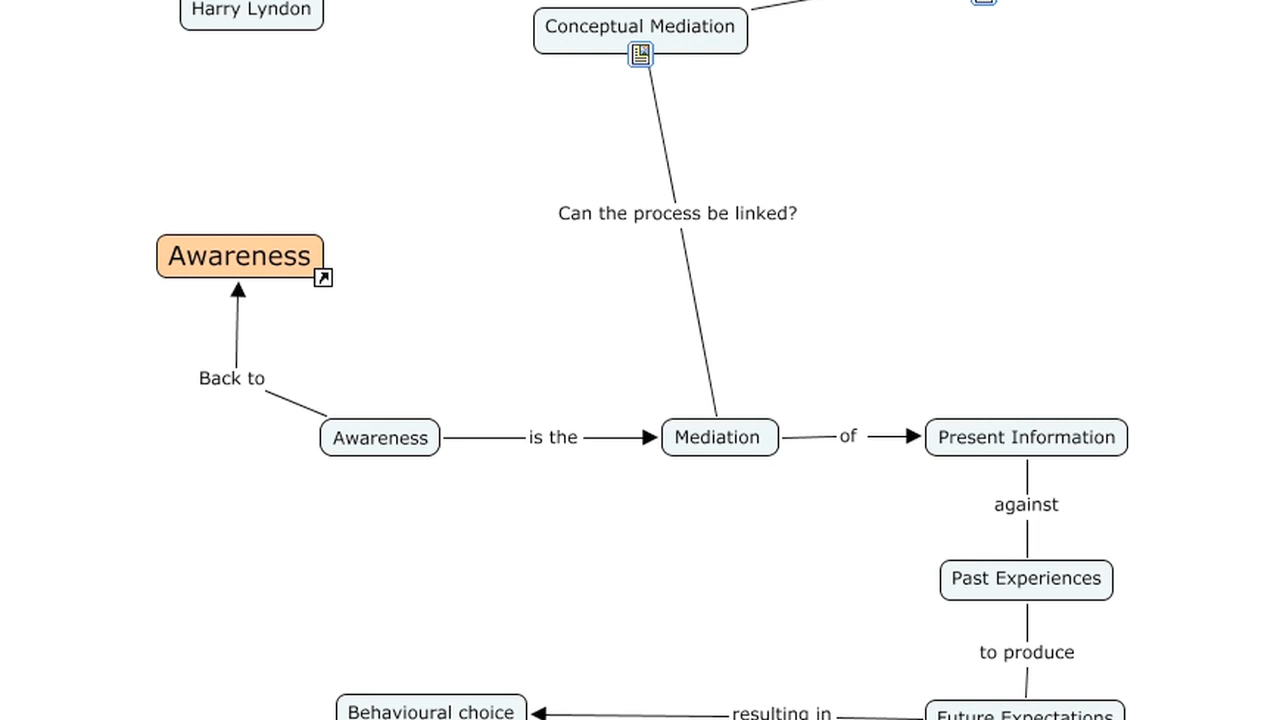 Harry Lyndon
Conceptual Mediation
Can the process be linked?
Awareness
Back to
Awareness
is the
Mediation
of
Present Information
against
Past Experiences
to produce
Future Expectations
resulting in
Behavioural choice